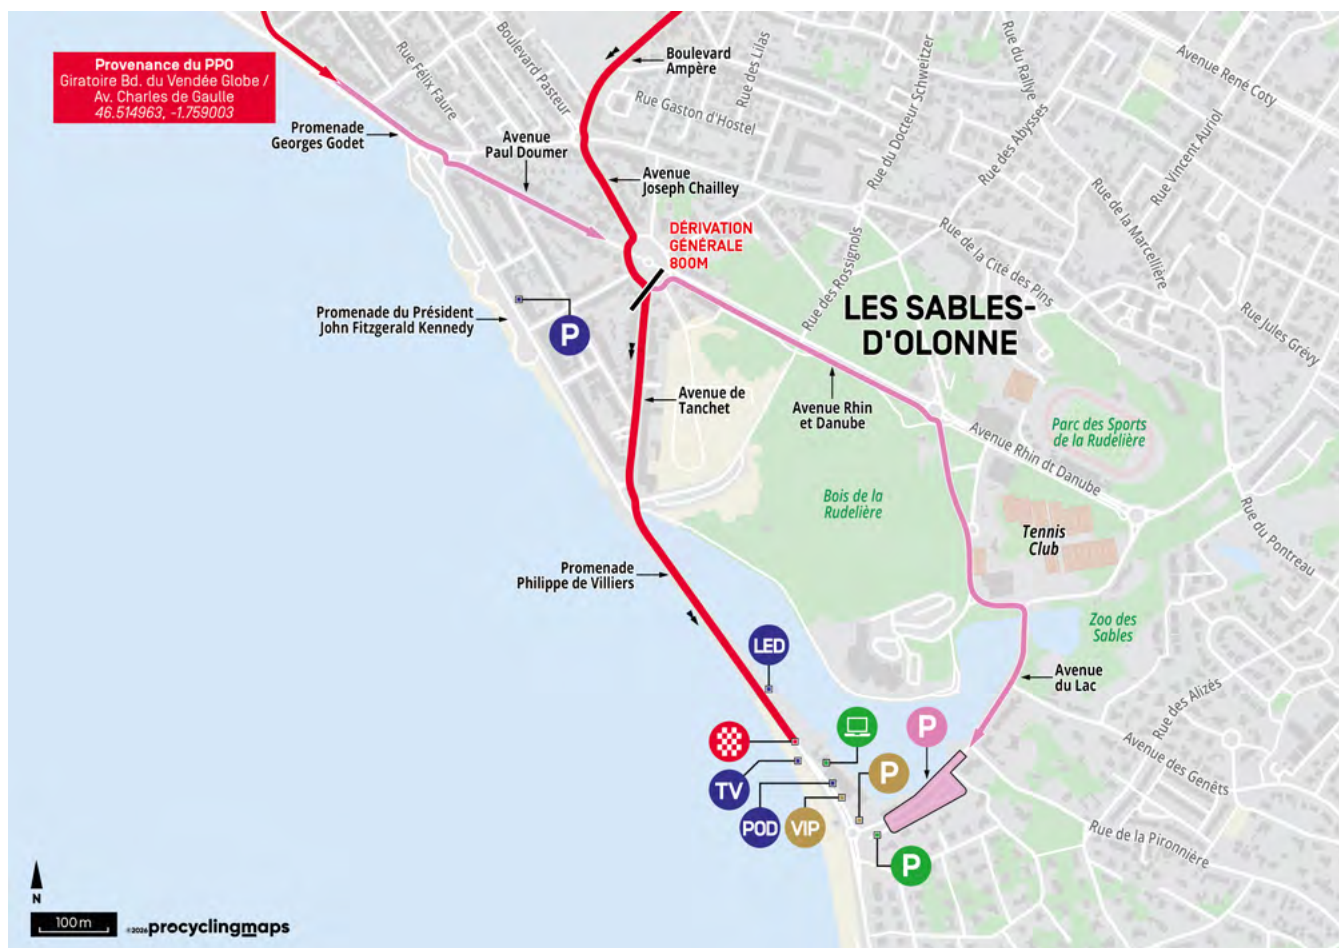 Provenance du PPO
Giratoire Bd. du Vendée Globe /
Av. Charles de Gaulle
46.514963, -1.759003
Promenade
Georges Godet
Rue Félix Faure
Boulevard Pasteur
Avenue
Paul Doumer
Boulevard
Ampère
Rue des Lilas
Rue Gaston d'Hostel
Avenue
Joseph Chailley
Rue du Docteur Schweitzer
Rue du Rallye
Rue des Abysses
Avenue René Coty
Rue Vincent Auriol
Rue de la Marcellière
Rue de la Cité des Pins
Rue Jules Grévy
Rue des Rossignols
DÉRIVATION
GÉNÉRALE
800M
LES SABLES-
D'OLONNE
Promenade du Président
John Fitzgerald Kennedy
P
Avenue de
Tanchet
Avenue Rhin
et Danube
Avenue Rhin dt Danube
Parc des Sports
de la Rudelière
Bois de la
Rudelière
Tennis
Club
Rue du Pontreau
Promenade
Philippe de Villiers
Zoo des
Sables
LED
Avenue
du Lac
Rue des Alizés
Avenue des Genêts
Rue de la Pironnière
P
TV
P
POD
VIP
P
N
100 m
©2026 procyclingmaps